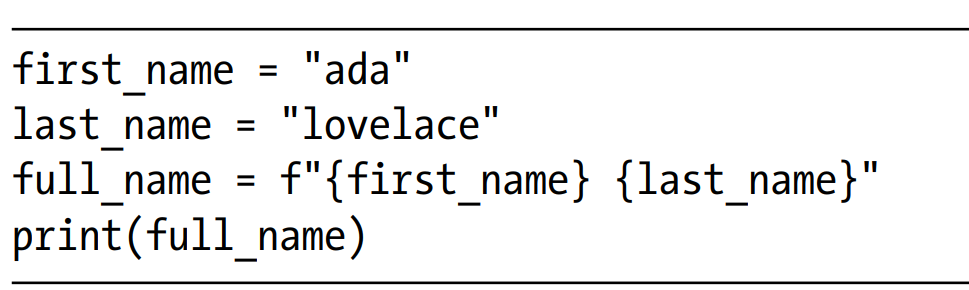 first_name = "ada"
last_name = "lovelace"
full_name = f"{first_name} {last_name}"
print(full_name)